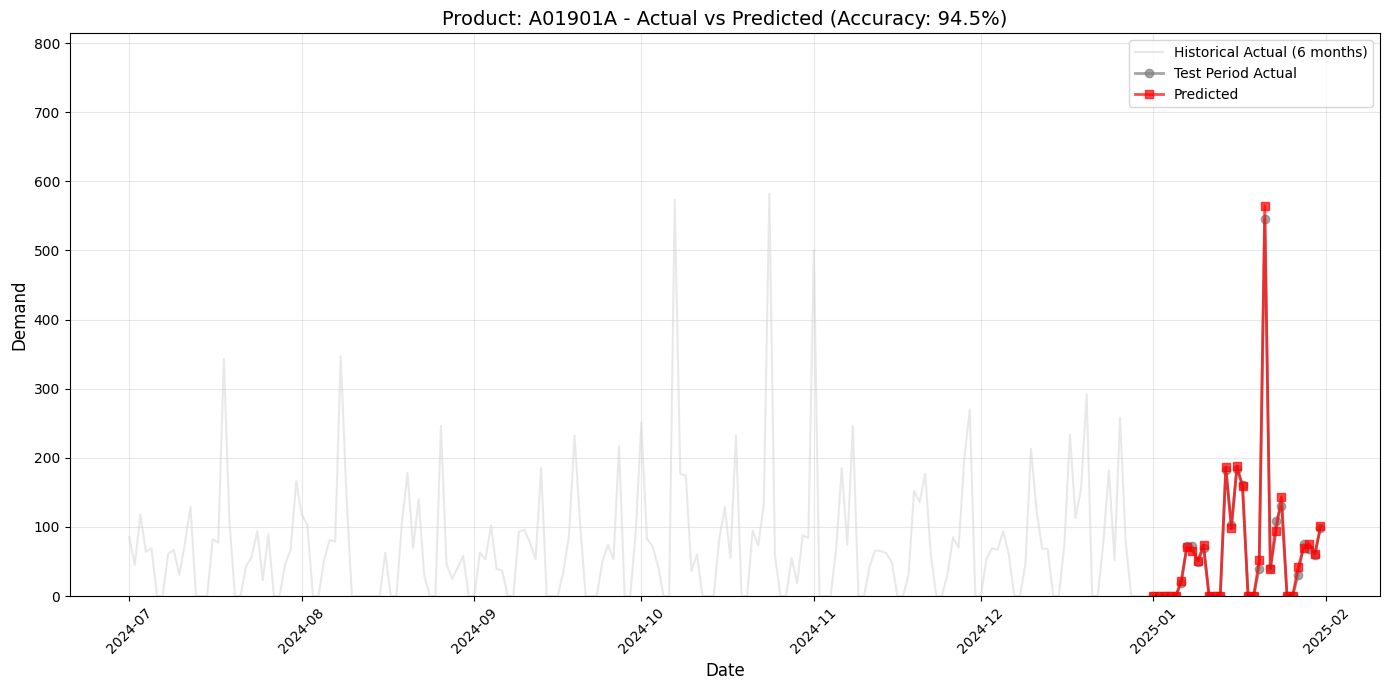 Product: A01901A - Actual vs Predicted (Accuracy: 94.5%)
Historical Actual (6 months)
Test Period Actual
Predicted
Demand
800
700
600
500
400
300
200
100
0
2024-07
2024-08
2024-09
2024-10
2024-11
2024-12
2025-01
2025-02
Date